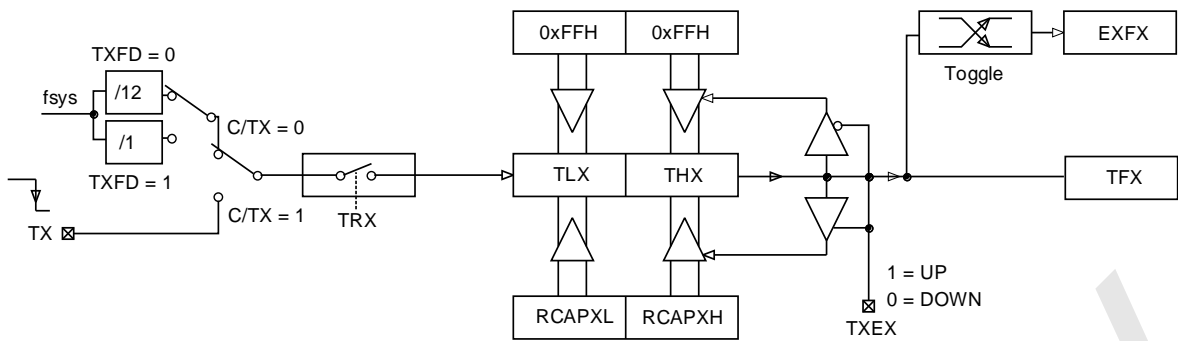 0xFFH 0xFFH
EXFX
Toggle
TXFD = 0
/12
fsys
/1
TXFD = 1
C/TX = 0
C/TX = 1
TX
TRX
TLX THX
TFX
1 = UP
0 = DOWN
TXEX
RCAPXL RCAPXH